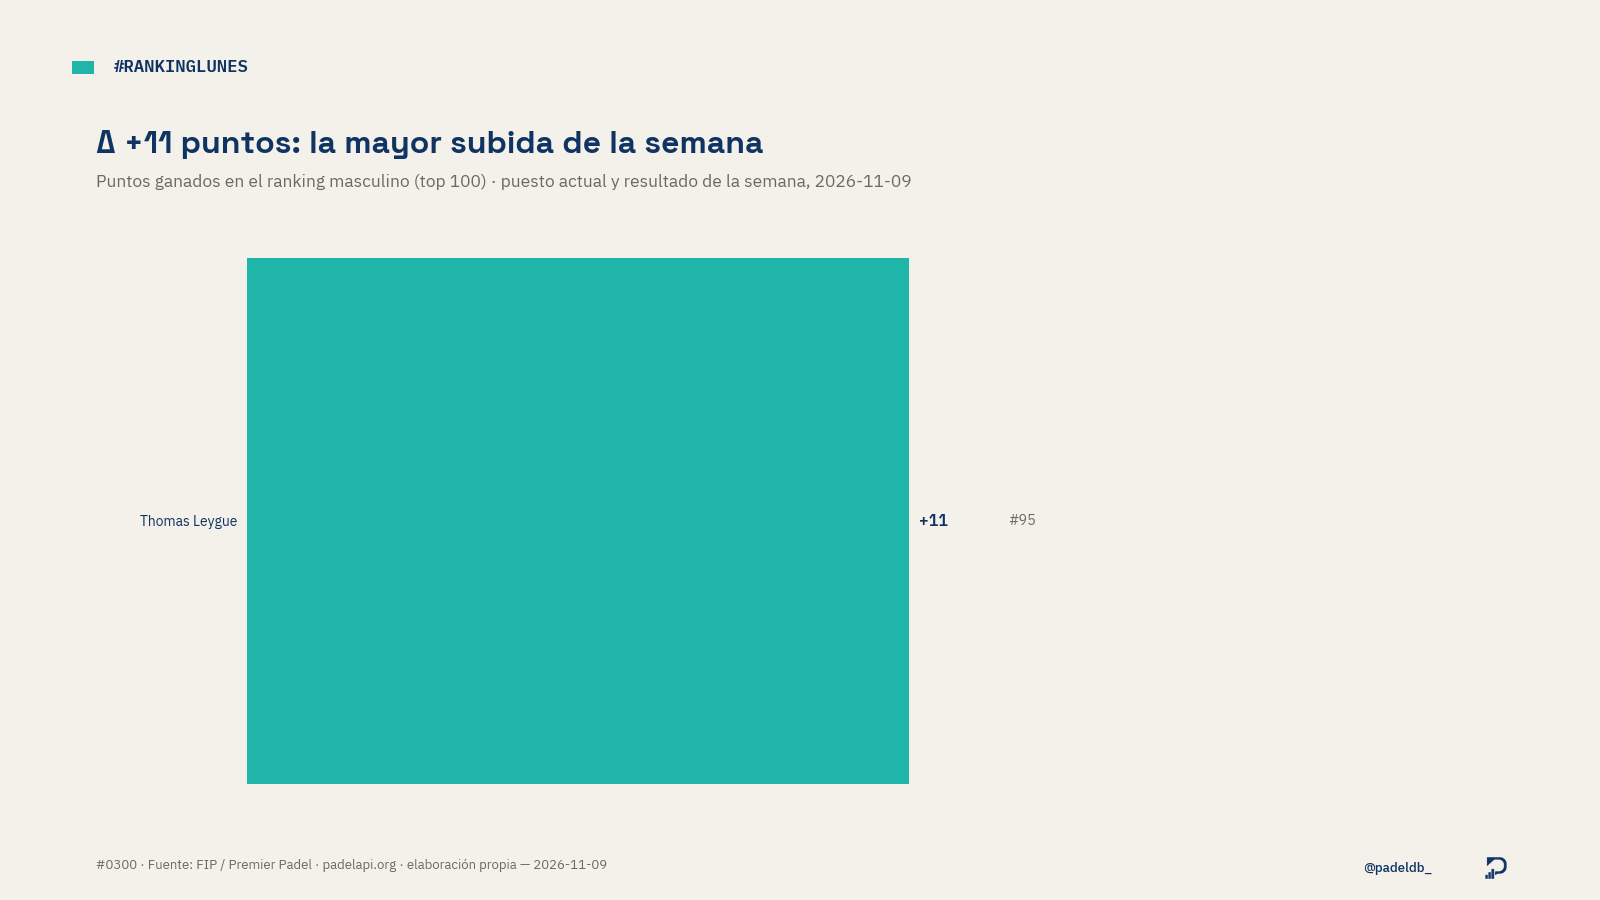 #RANKINGLUNES
Δ +11 puntos: la mayor subida de la semana
Puntos ganados en el ranking masculino (top 100) · puesto actual y resultado de la semana, 2026-11-09
Thomas Leygue +11 #95
#0300 · Fuente: FIP / Premier Padel · padelapi.org · elaboración propia — 2026-11-09
@padeldb_